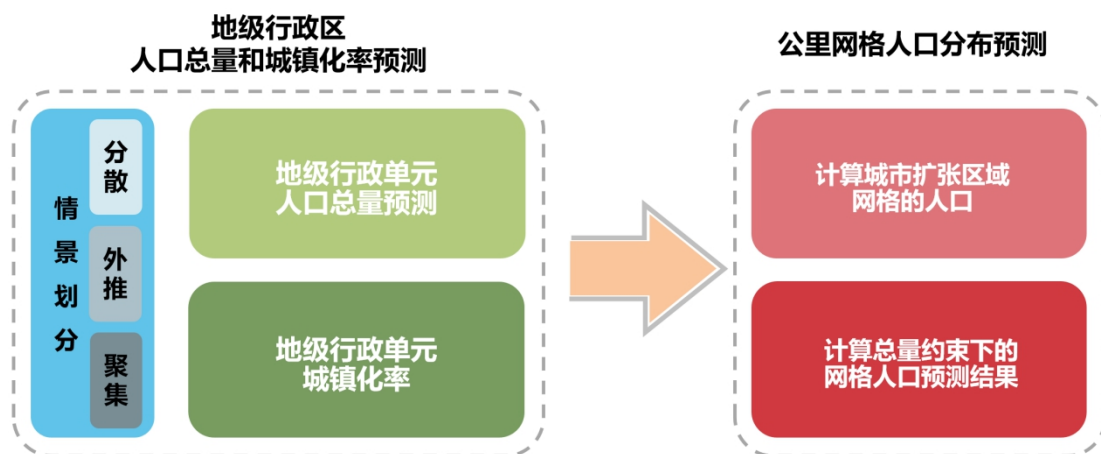 地级行政区
人口总量和城镇化率预测
情景划分
分散
外推
聚集
地级行政单元
人口总量预测
地级行政单元
城镇化率
公里网格人口分布预测
计算城市扩张区域
网格的人口
计算总量约束下的
网格人口预测结果